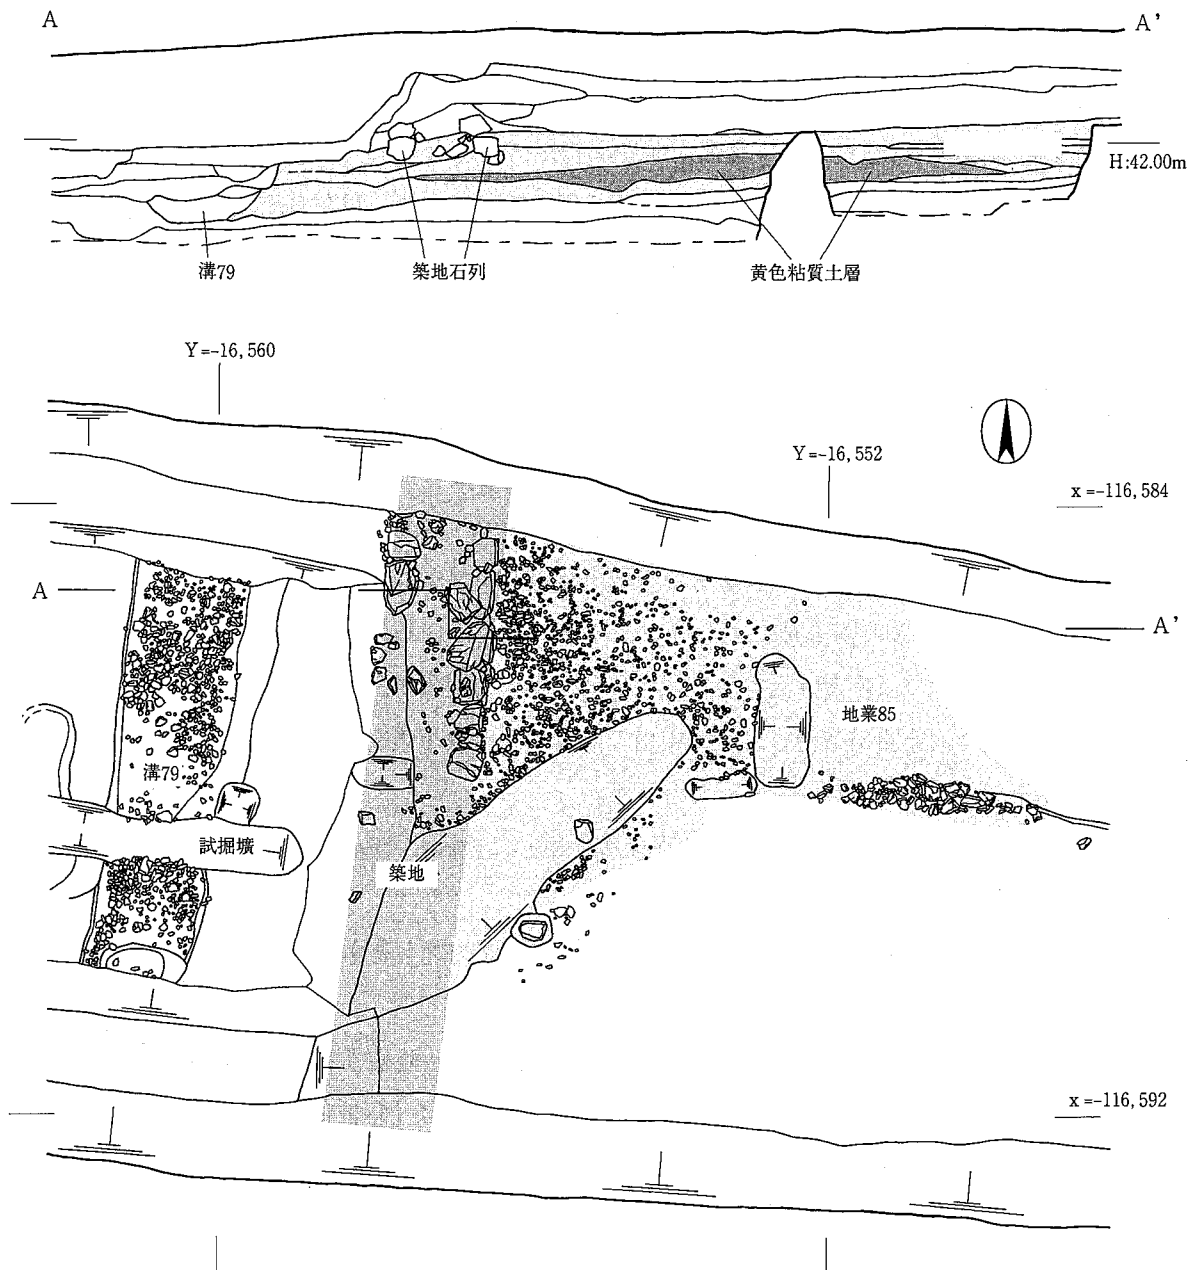 A
A'
H:42.00m
溝79
築地石列
黄色粘質土層
Y=-16,560
Y=-16,552
x=-116,584
A
A'
地業85
溝79
試掘壙
築地
x=-116,592